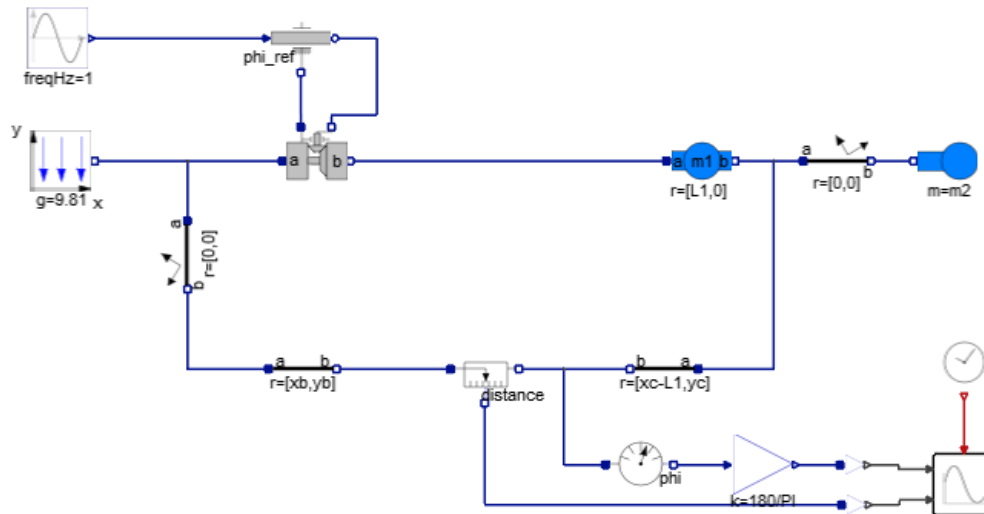 freqHz=1
phi_ref
y
g=9.81
x
a
b
a
m1
b
r=[L1,0]
a
b
r=[0,0]
m=m2
a
b
r=[0,0]
a
b
r=[xb,yb]
distance
b
a
r=[xc-L1,yc]
phi
k=180/PI